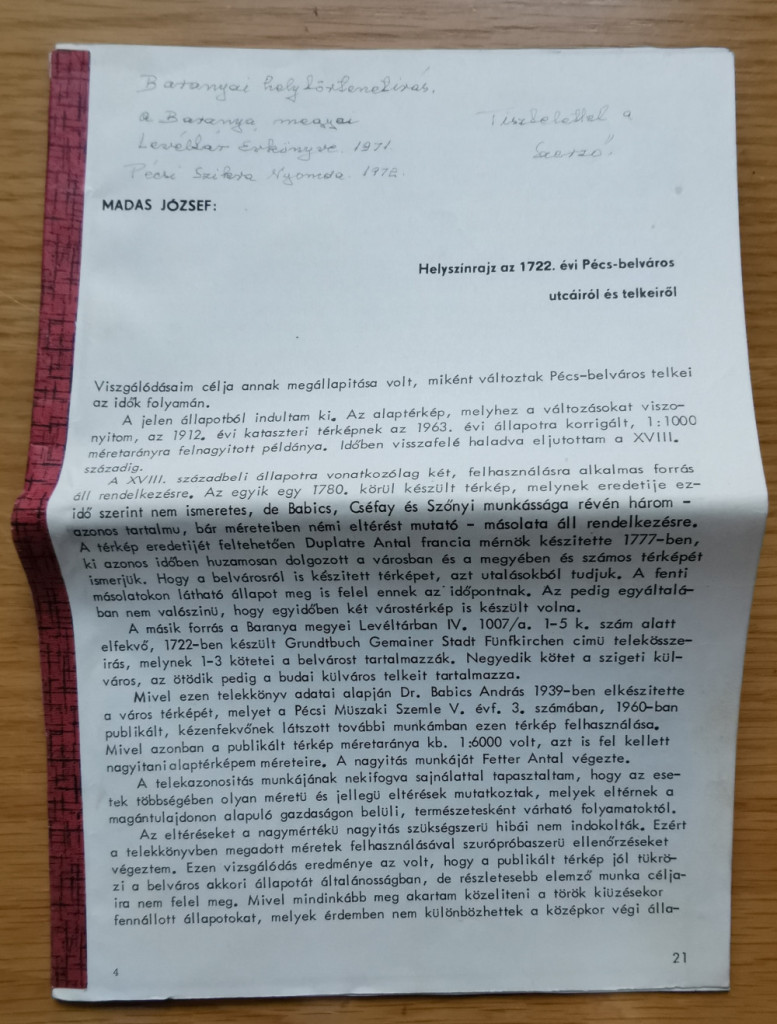 Baranyai helytörténetírás.
a Baranya megyei
Levéltár Évkönyve 1971.
Pécsi Szikra Nyomda. 1972.
Tisztelettel a
Szerző!
MADAS JÓZSEF:
Helyszínrajz az 1722. évi Pécs-belváros
utcáiról és telkeiről
Viszgálódásaim célja annak megállapitása volt, miként változtak Pécs-belváros telkei
az idők folyamán.
A jelen állapotból indultam ki. Az alaptérkép, melyhez a változásokat viszo-
nyitom, az 1912. évi kataszteri térképnek az 1963. évi állapotra korrigált, 1:1000
méretarányra felnagyitott példánya. Időben visszafelé haladva eljutottam a XVIII.
századig.
A XVIII. századbeli állapotra vonatkozólag két, felhasználásra alkalmas forrás
áll rendelkezésre. Az egyik egy 1780. körül készült térkép, melynek eredetije ez-
idő szerint nem ismeretes, de Babics, Cséfay és Szőnyi munkássága révén három -
azonos tartalmu, bár méreteiben némi eltérést mutató - másolata áll rendelkezésre.
A térkép eredetijét feltehetően Duplatre Antal francia mérnök készitette 1777-ben,
ki azonos időben huzamosan dolgozott a városban és a megyében és számos térképét
ismerjük. Hogy a belvárosról is készitett térképet, azt utalásokból tudjuk. A fenti
másolatokon látható állapot meg is felel ennek az időpontnak. Az pedig egyáltalá-
ban nem valószinü, hogy egyidőben két várostérkép is készült volna.
A másik forrás a Baranya megyei Levéltárban IV. 1007/a. 1-5 k. szám alatt
elfekvő, 1722-ben készült Grundtbuch Gemainer Stadt Fünfkirchen cimü telekössze-
irás, melynek 1-3 kötetei a belvárost tartalmazzák. Negyedik kötet a szigeti kül-
város, az ötödik pedig a budai külváros telkeit tartalmazza.
Mivel ezen telekkönyv adatai alapján Dr. Babics András 1939-ben elkészitette
a város térképét, melyet a Pécsi Müszaki Szemle V. évf. 3. számában, 1960-ban
publikált, kézenfekvőnek látszott további munkámban ezen térkép felhasználása.
Mivel azonban a publikált térkép méretaránya kb. 1:6000 volt, azt is fel kellett
nagyitani alaptérképem méreteire. A nagyitás munkáját Fetter Antal végezte.
A telekazonositás munkájának nekifogva sajnálattal tapasztaltam, hogy az ese-
tek többségében olyan méretü és jellegü eltérések mutatkoztak, melyek eltérnek a
magántulajdonon alapuló gazdaságon belüli, természetesként várható folyamatoktól.
Az eltéréseket a nagymértékü nagyitás szükségszerü hibái nem indokolták. Ezért
a telekkönyvben megadott méretek felhasználásával szurópróbaszerü ellenőrzéseket
végeztem. Ezen vizsgálódás eredménye az volt, hogy a publikált térkép jól tükrö-
zi a belváros akkori állapotát általánosságban, de részletesebb elemző munka célja-
ira nem felel meg. Mivel mindinkább meg akartam közeliteni a török kiüzésekor
fennállott állapotokat, melyek érdemben nem különbözhettek a középkor végi álla-
4
21